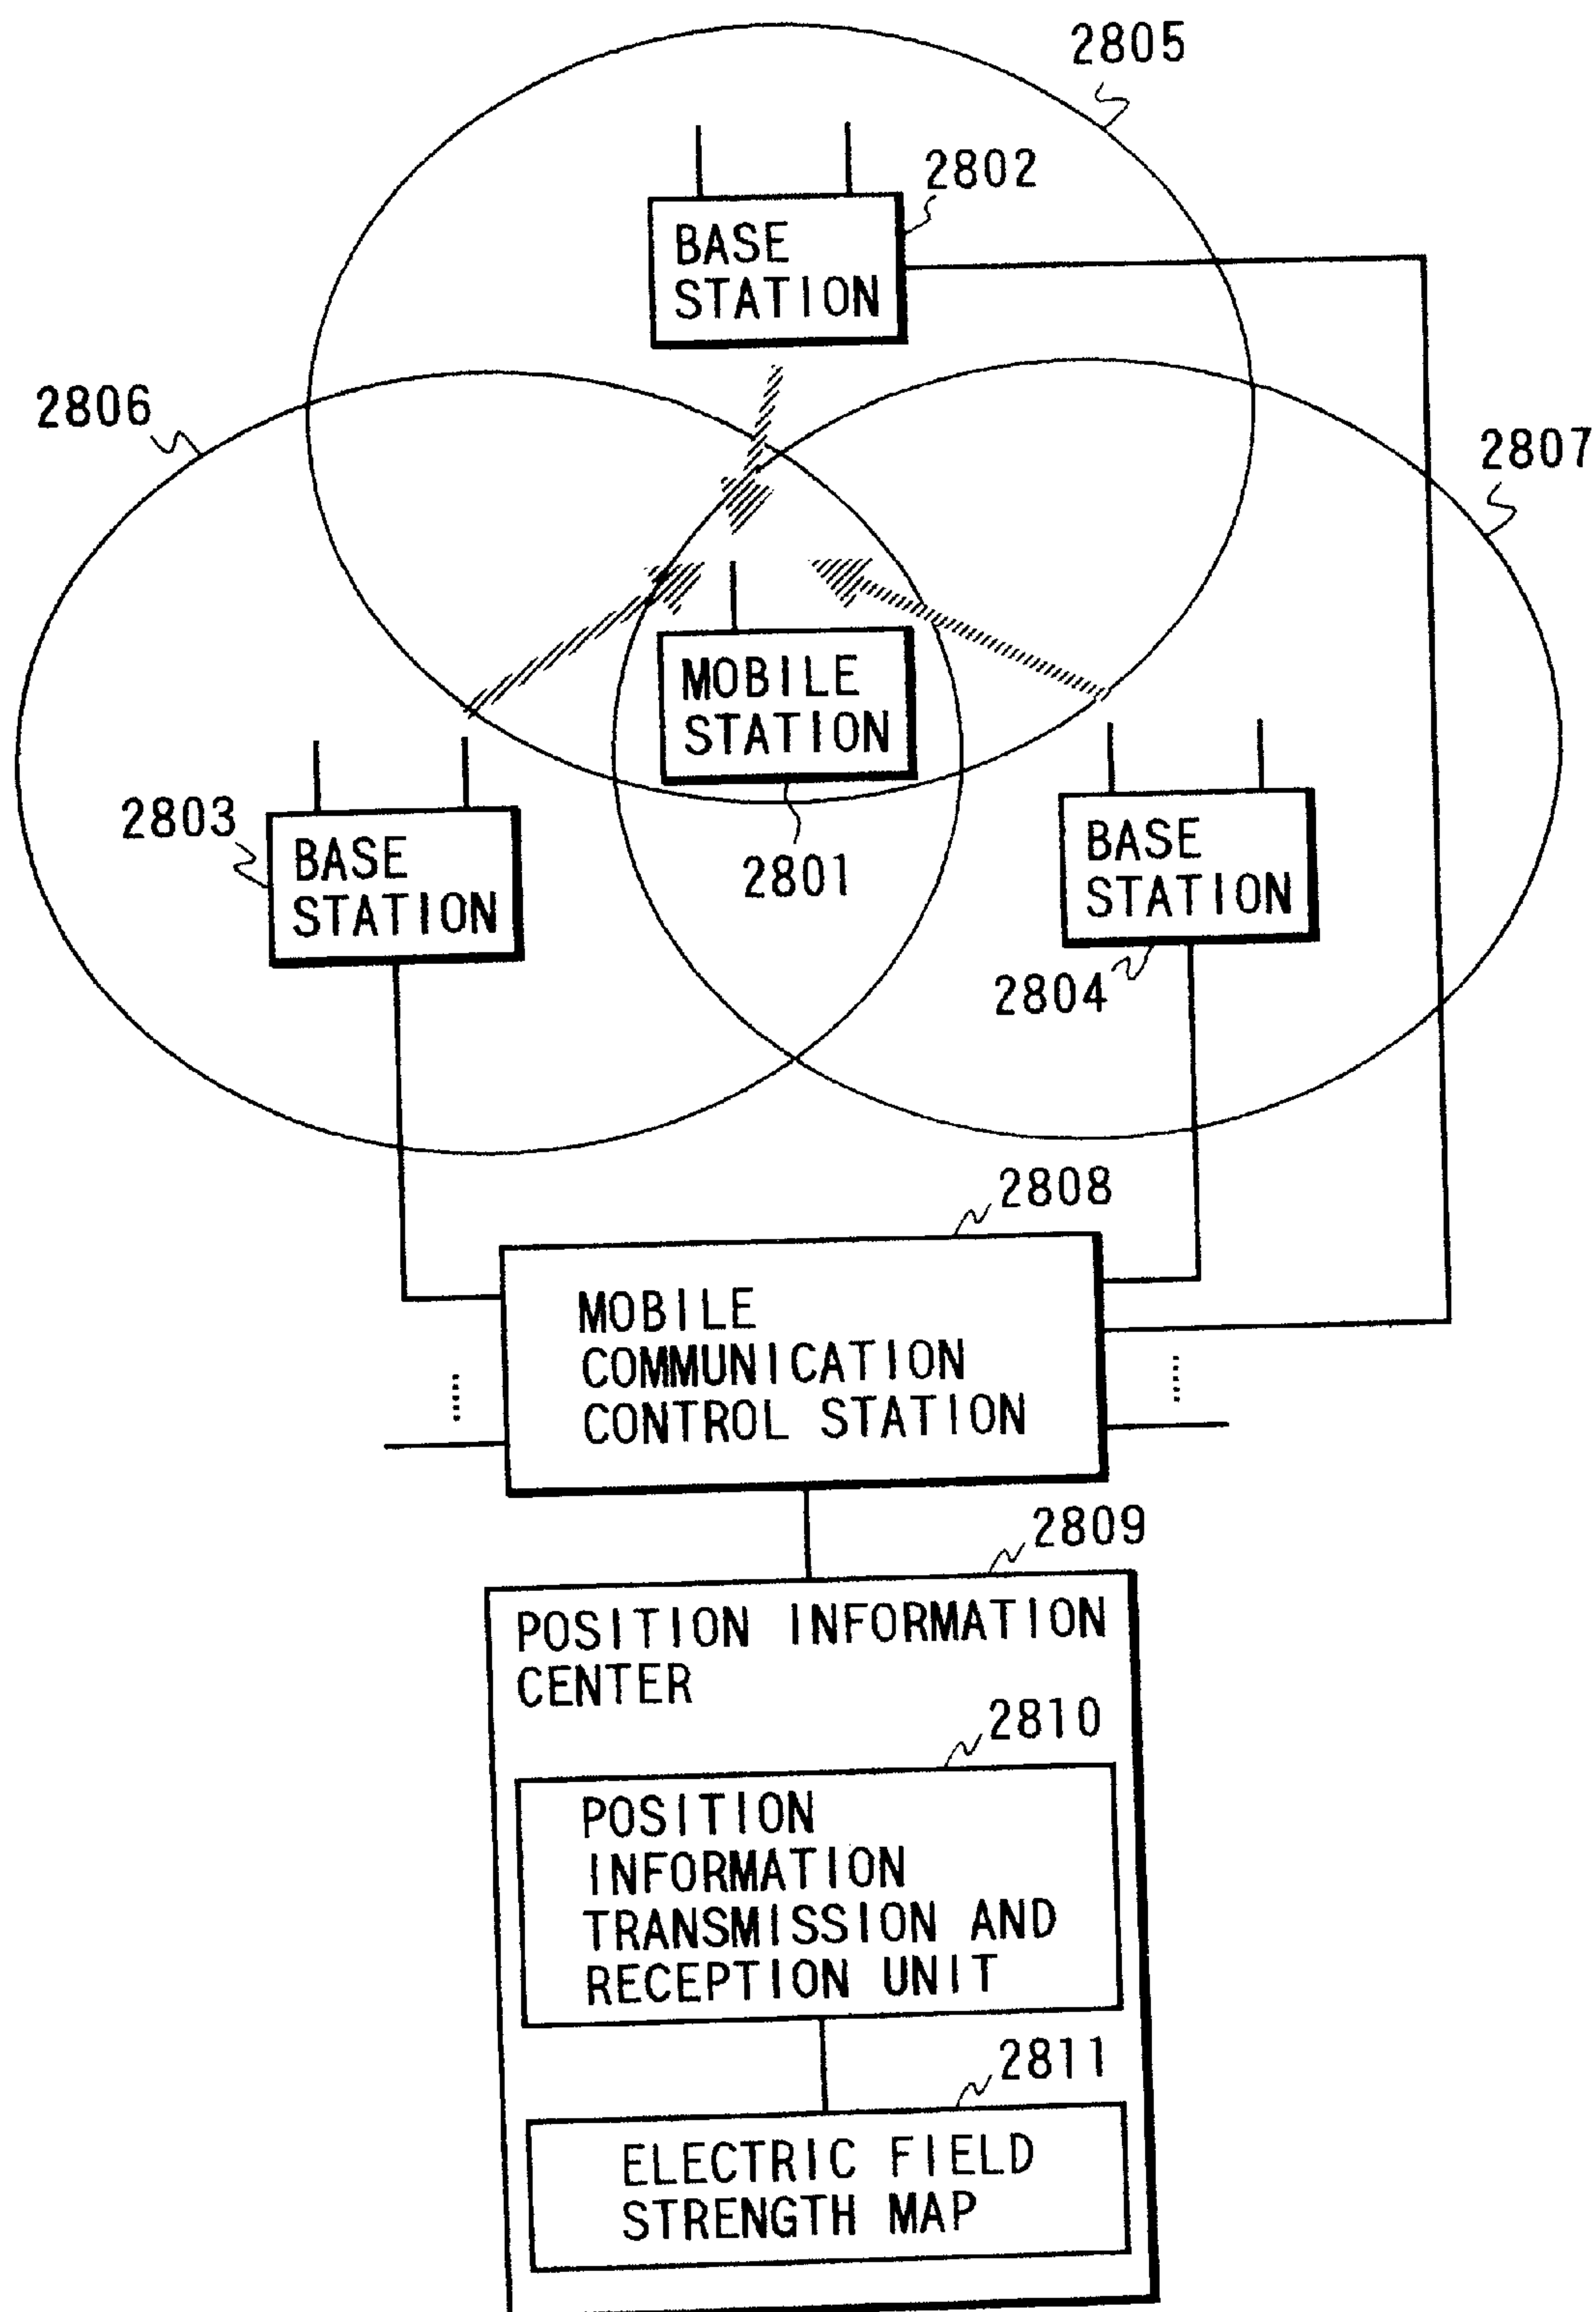 2805
2802
BASE
STATION
2806
2807
MOBILE
STATION
2803
BASE
STATION
2801
BASE
STATION
2804
2808
MOBILE
COMMUNICATION
CONTROL STATION
2809
POSITION INFORMATION
CENTER
2810
POSITION
INFORMATION
TRANSMISSION AND
RECEPTION UNIT
2811
ELECTRIC FIELD
STRENGTH MAP